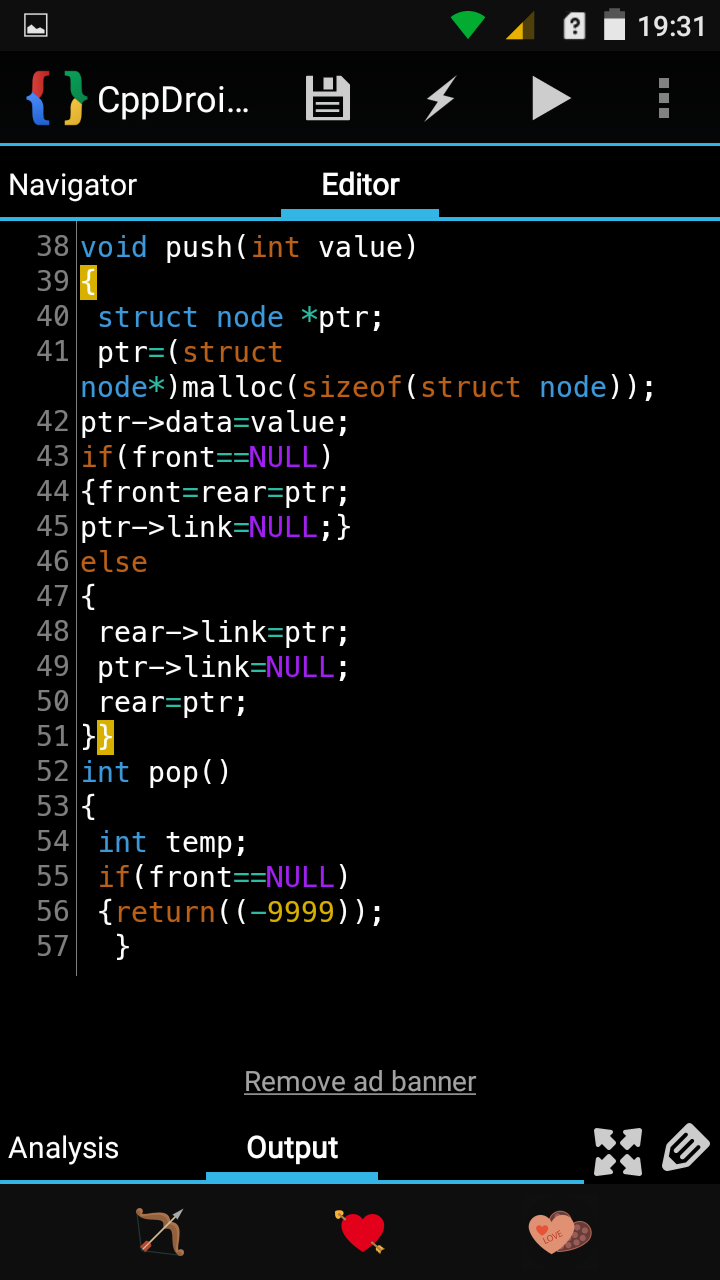 19:31
CppDroi...
Navigator Editor
38 void push(int value)
39 {
40 struct node *ptr;
41 ptr=(struct
node*)malloc(sizeof(struct node));
42 ptr->data=value;
43 if(front==NULL)
44 {front=rear=ptr;
45 ptr->link=NULL;}
46 else
47 {
48 rear->link=ptr;
49 ptr->link=NULL;
50 rear=ptr;
51 }}
52 int pop()
53 {
54 int temp;
55 if(front==NULL)
56 {return((-9999));
57 }
Remove ad banner
Analysis Output
LOVE